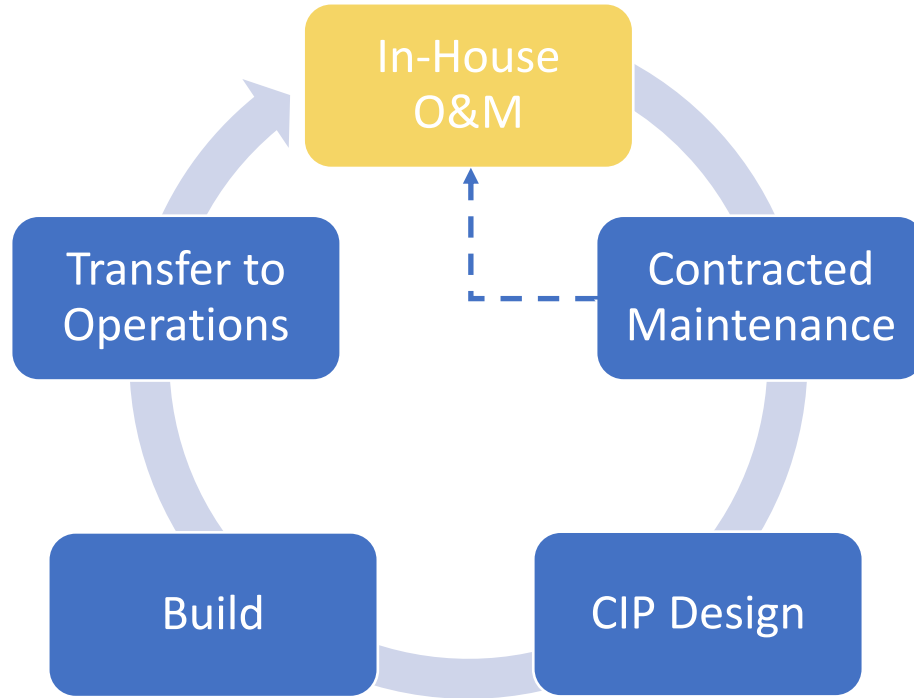 In-House
O&M
Contracted
Maintenance
CIP Design
Build
Transfer to
Operations